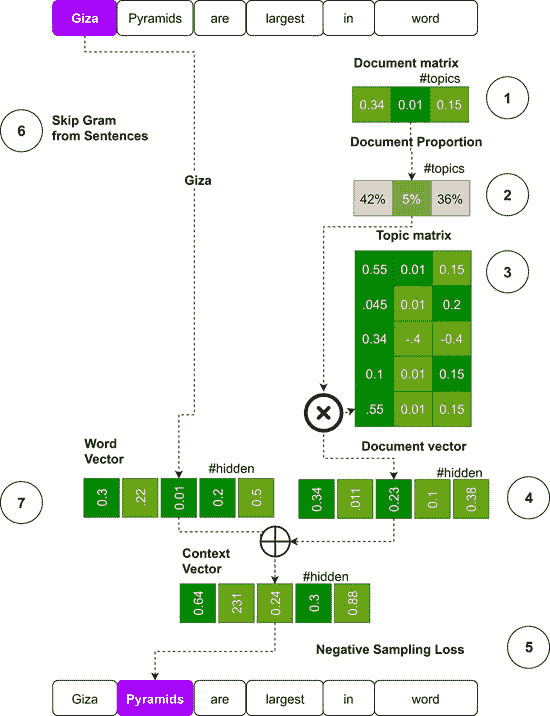 Giza Pyramids are largest in word
Document matrix
#topics
0.34 0.01 0.15
1
6
Skip Gram
from Sentences
Document Proportion
#topics
Giza
42% 5% 36%
2
Topic matrix
0.55 0.01 0.15
3
.045 0.01 0.2
0.34 -.4 -0.4
0.1 0.01 0.15
.55 0.01 0.15
Word
Vector
#hidden
Document vector
#hidden
7
0.3 .22 0.01 0.2 0.5
0.34 .011 0.23 0.1 0.38
4
Context
Vector
#hidden
0.64 231 0.24 0.3 0.88
Negative Sampling Loss
5
Giza Pyramids are largest in word